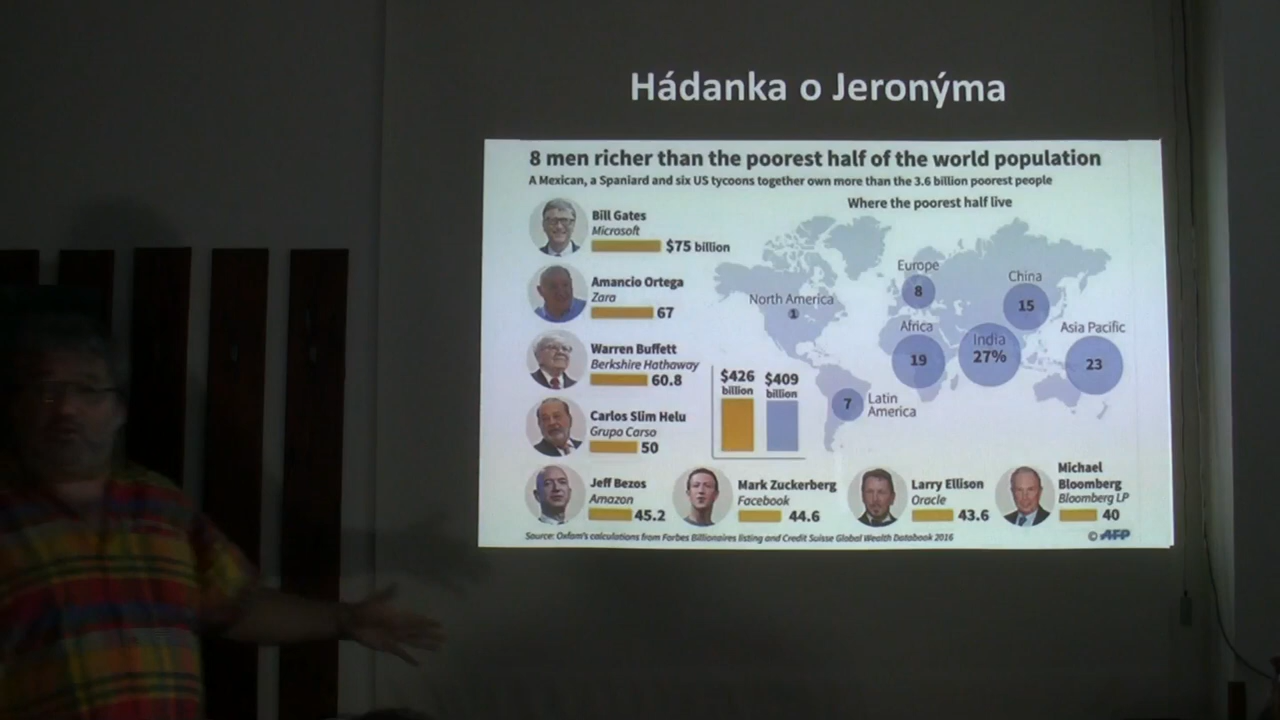 Hádanka o Jeronýma
8 men richer than the poorest half of the world population
A Mexican, a Spaniard and six US tycoons together own more than the 3.6 billion poorest people
Where the poorest half live
Bill Gates
Microsoft
$75 billion
Amancio Ortega
Zara
67
Warren Buffett
Berkshire Hathaway
60.8
Carlos Slim Helu
Grupo Carso
50
$426
billion
$409
billion
North America
1
Europe
8
China
15
Africa
19
India
27%
Asia Pacific
23
7
Latin
America
Jeff Bezos
Amazon
45.2
Mark Zuckerberg
Facebook
44.6
Larry Ellison
Oracle
43.6
Michael
Bloomberg
Bloomberg LP
40
Source: Oxfam's calculations from Forbes Billionaires listing and Credit Suisse Global Wealth Databook 2016
© AFP